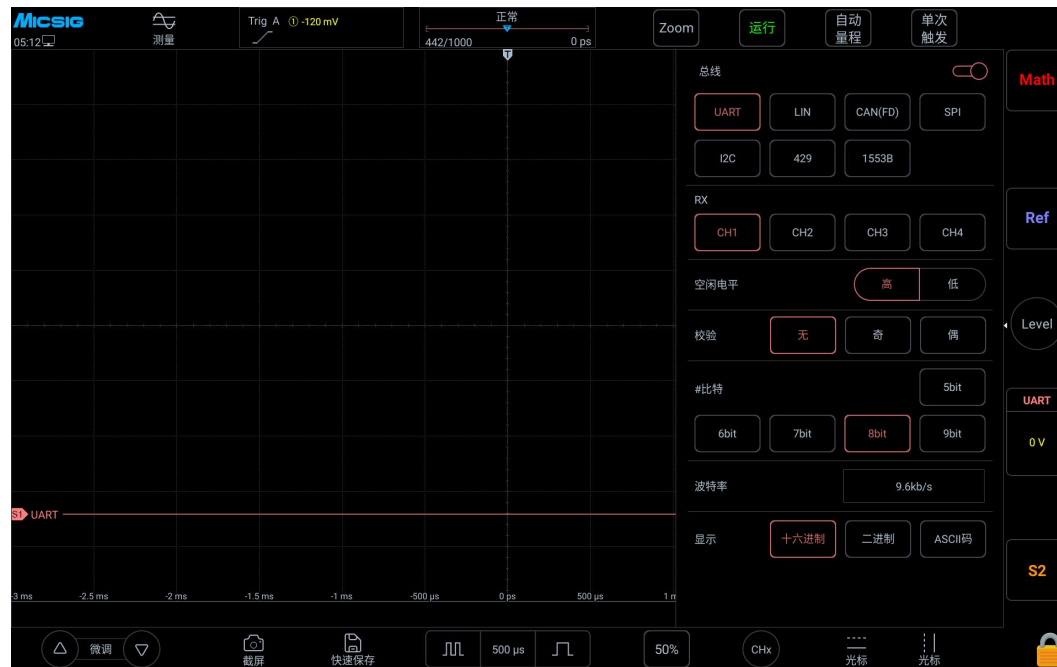 Micsig
05:12
测量
Trig A ① -120 mV
正常
442/1000 0 ps
Zoom
运行
自动
量程
单次
触发
T
总线
UART LIN CAN(FD) SPI
I2C 429 1553B
RX
CH1 CH2 CH3 CH4
空闲电平 高 低
校验 无 奇 偶
#比特 5bit
6bit 7bit 8bit 9bit
波特率 9.6kb/s
显示 十六进制 二进制 ASCII码
Math
Ref
Level
UART
0 V
S2
S1 UART
-3 ms -2.5 ms -2 ms -1.5 ms -1 ms -500 μs 0 ps 500 μs
微调
截屏
快速保存
500 μs
50%
CHx
光标
光标